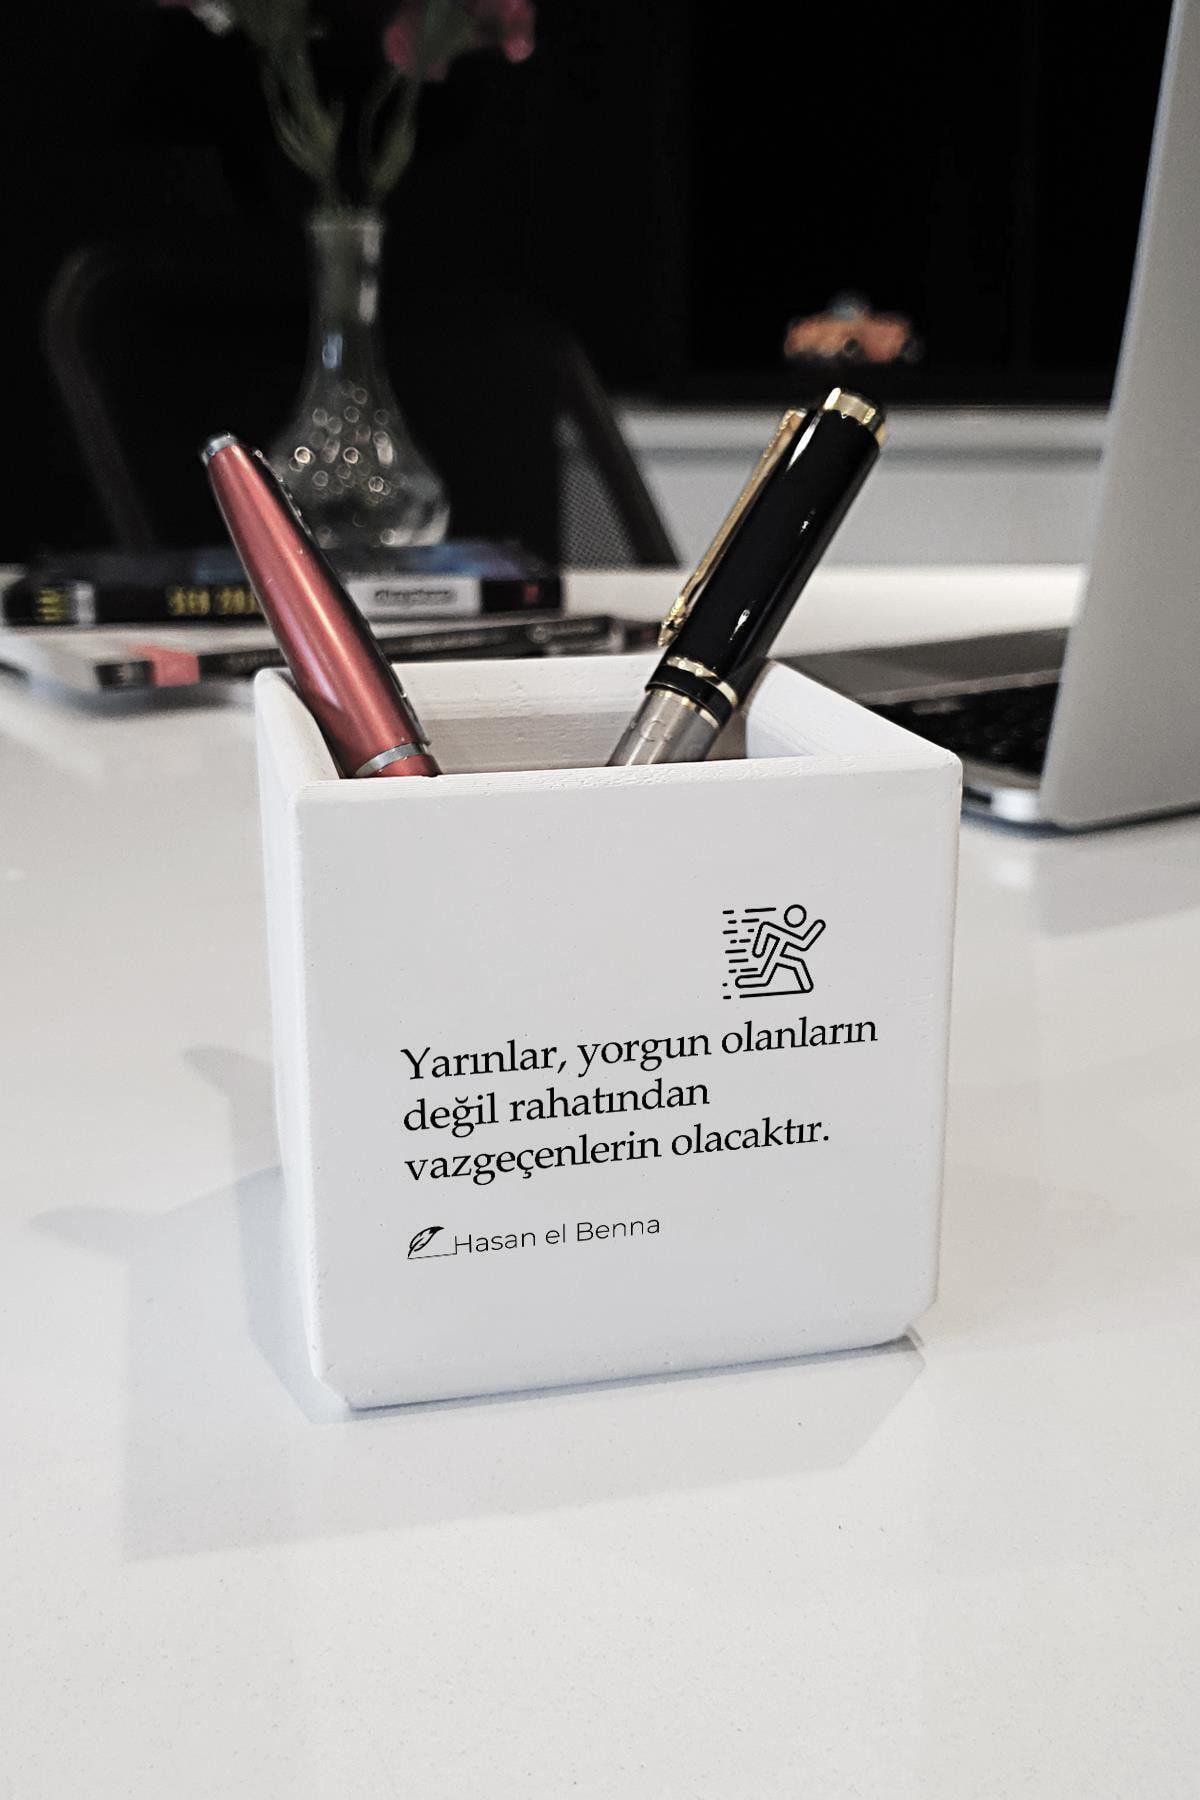 Yarınlar, yorgun olanların
değil rahatından
vazgeçenlerin olacaktır.
Hasan el Benna